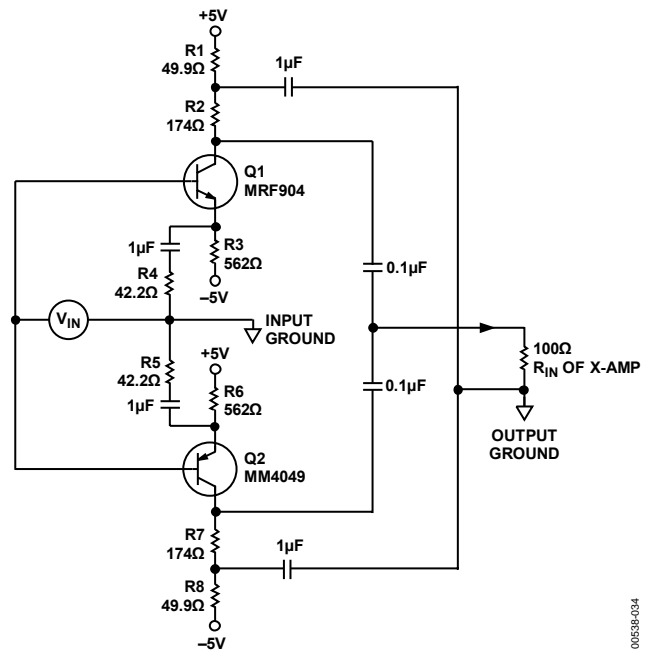 +5V
R1
49.9Ω
1µF
R2
174Ω
Q1
MRF904
1µF
R3
562Ω
R4
42.2Ω
–5V
0.1µF
VIN
INPUT
GROUND
100Ω
RIN OF X-AMP
R5
42.2Ω
+5V
1µF
R6
562Ω
0.1µF
OUTPUT
GROUND
Q2
MM4049
R7
174Ω
1µF
R8
49.9Ω
–5V
00538-034